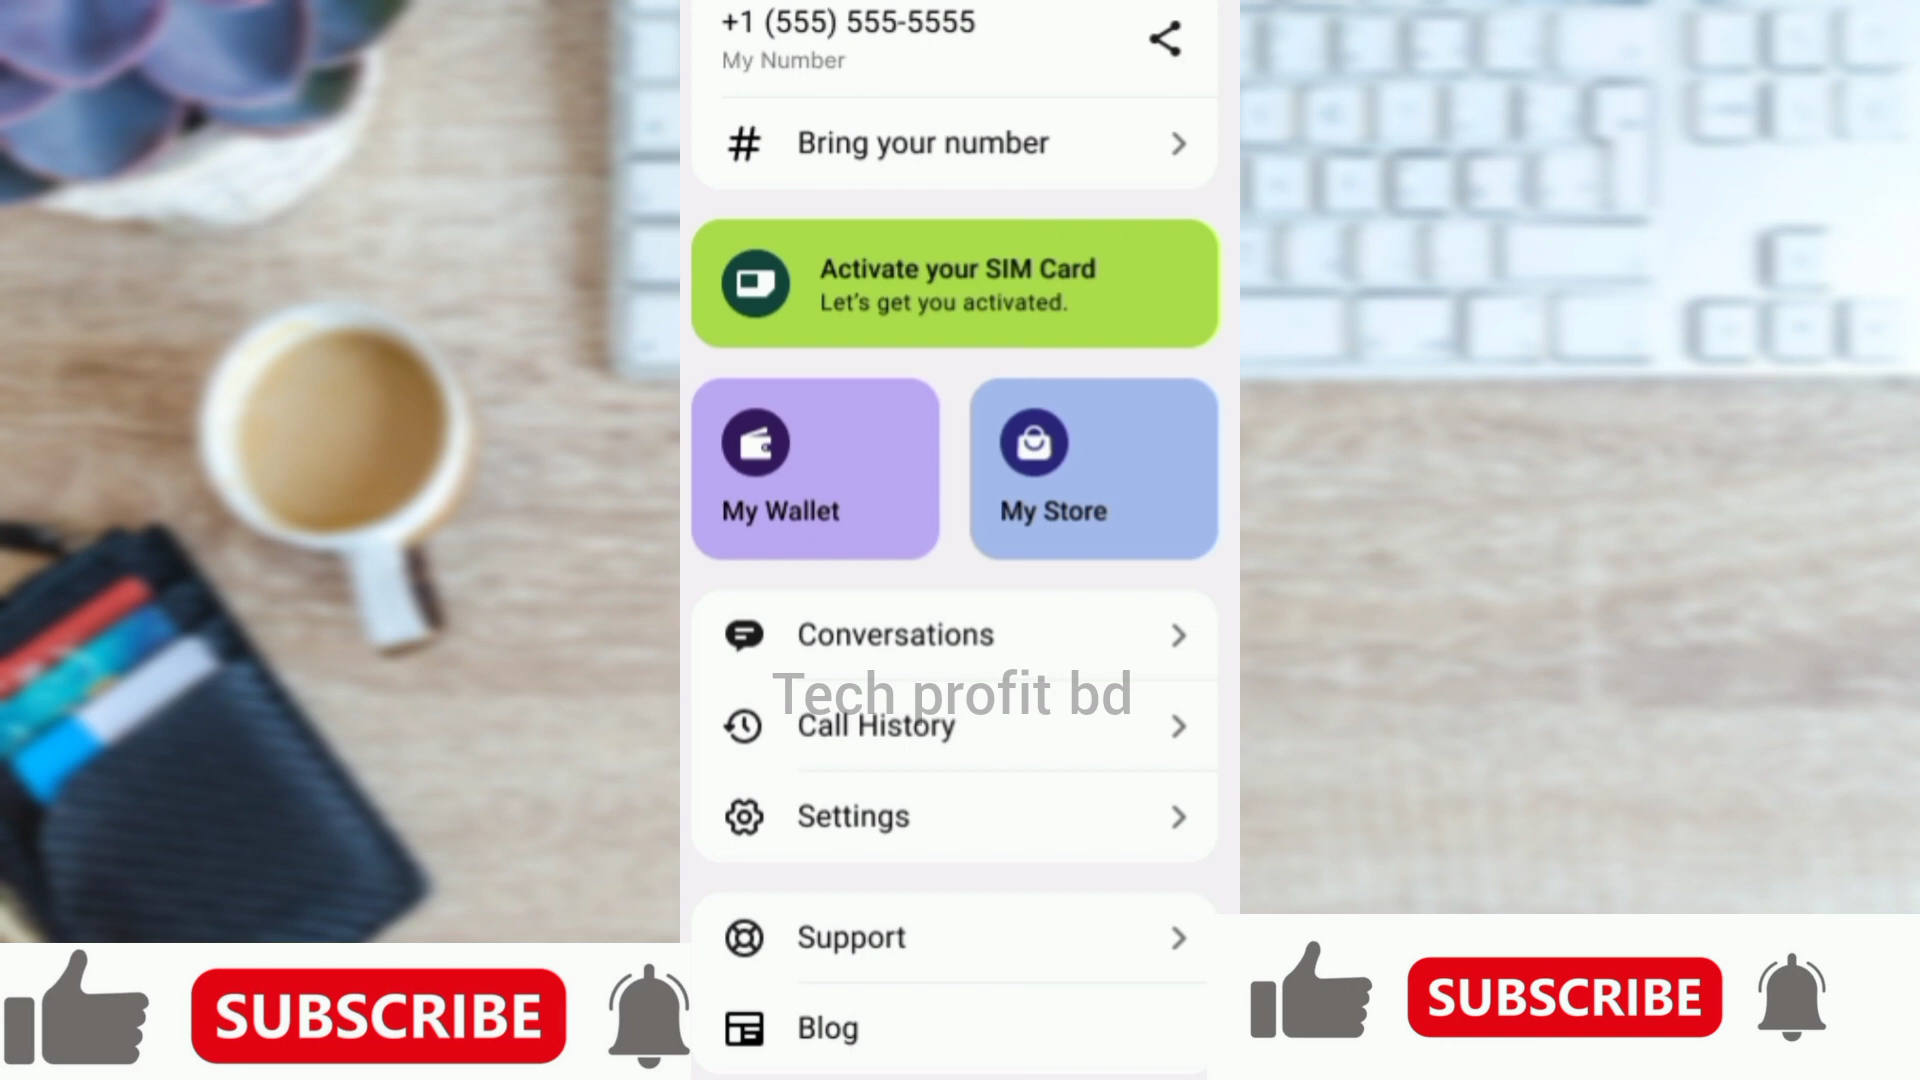 +1 (555) 555-5555
My Number
Bring your number
Activate your SIM Card
Let's get you activated.
My Wallet
My Store
Conversations
Tech profit bd
Call History
Settings
Support
Blog
SUBSCRIBE
SUBSCRIBE